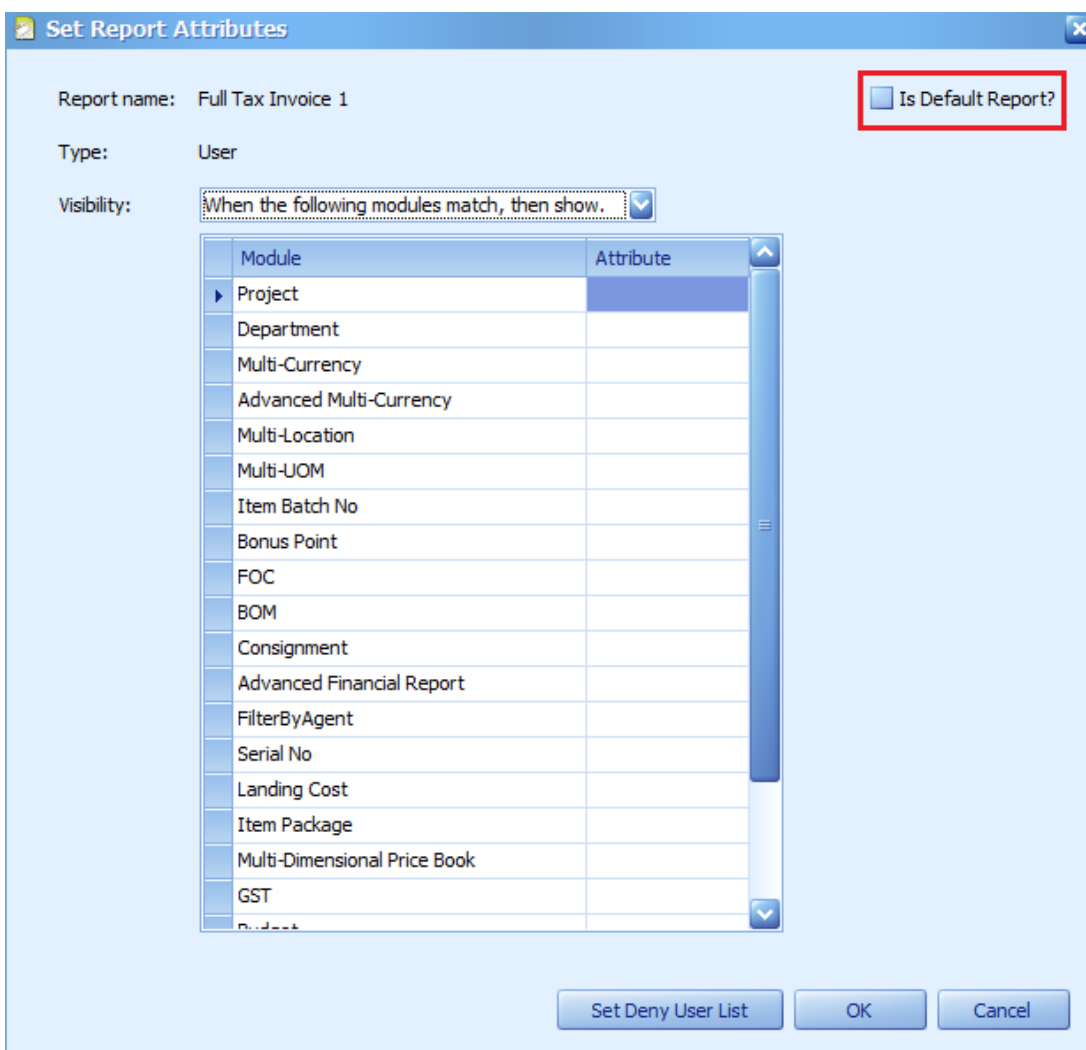 Set Report Attributes
Report name: Full Tax Invoice 1
Is Default Report?
Type: User
Visibility: When the following modules match, then show.
Module Attribute
Project
Department
Multi-Currency
Advanced Multi-Currency
Multi-Location
Multi-UOM
Item Batch No
Bonus Point
FOC
BOM
Consignment
Advanced Financial Report
FilterByAgent
Serial No
Landing Cost
Item Package
Multi-Dimensional Price Book
GST
Budget
Set Deny User List OK Cancel